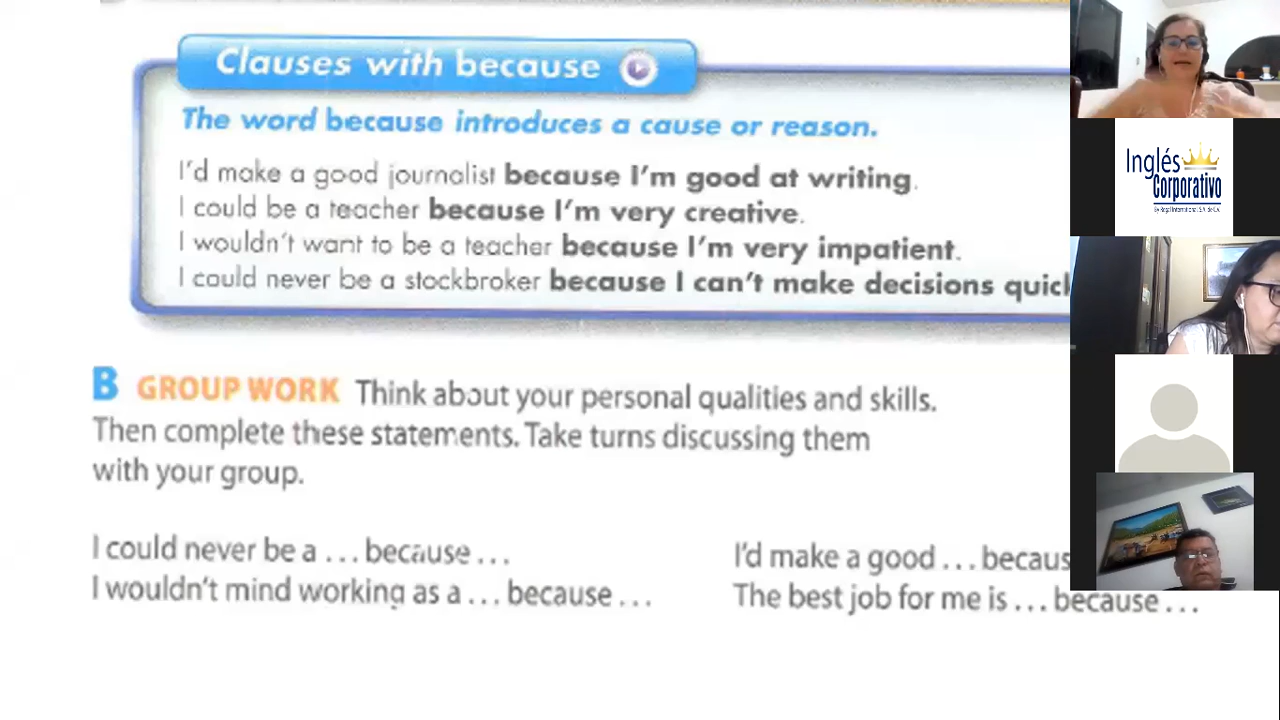 Clauses with because
The word because introduces a cause or reason.
I'd make a good journalist because I'm good at writing.
I could be a teacher because I'm very creative.
I wouldn't want to be a teacher because I'm very impatient.
I could never be a stockbroker because I can't make decisions
B GROUP WORK Think about your personal qualities and skills.
Then complete these statements. Take turns discussing them
with your group.
I could never be a ... because ...
I wouldn't mind working as a ... because ...
I'd make a good ...
The best job for me is ... because ...
Inglés
Corporativo